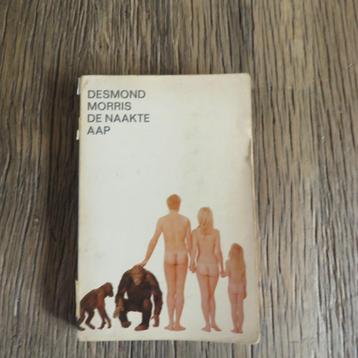 DESMOND
MORRIS
DE NAAKTE
AAP